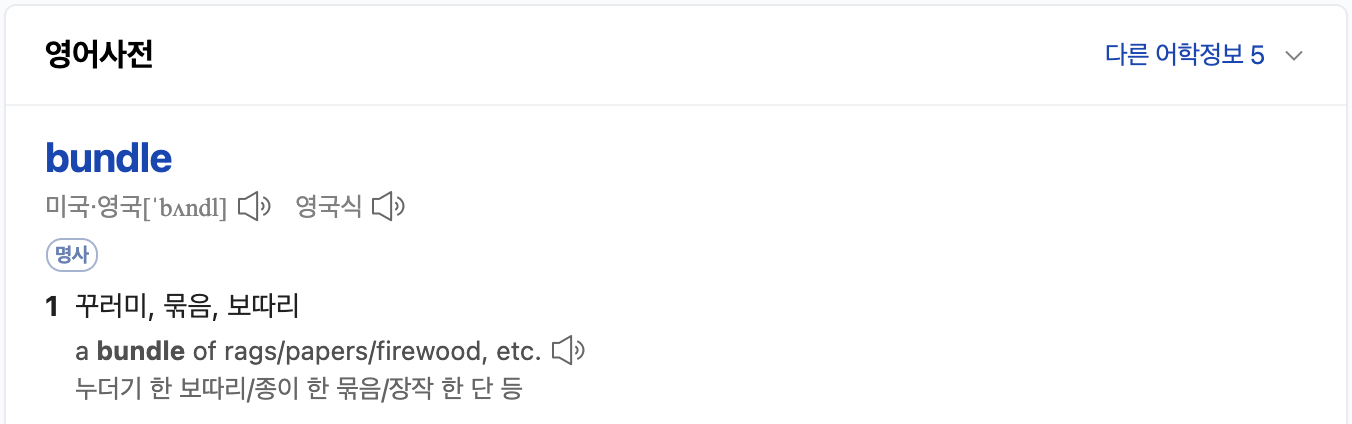 영어사전
다른 어학정보 5
bundle
미국·영국[ˈbʌndl] 영국식
명사
1 꾸러미, 묶음, 보따리
a bundle of rags/papers/firewood, etc.
누더기 한 보따리/종이 한 묶음/장작 한 단 등